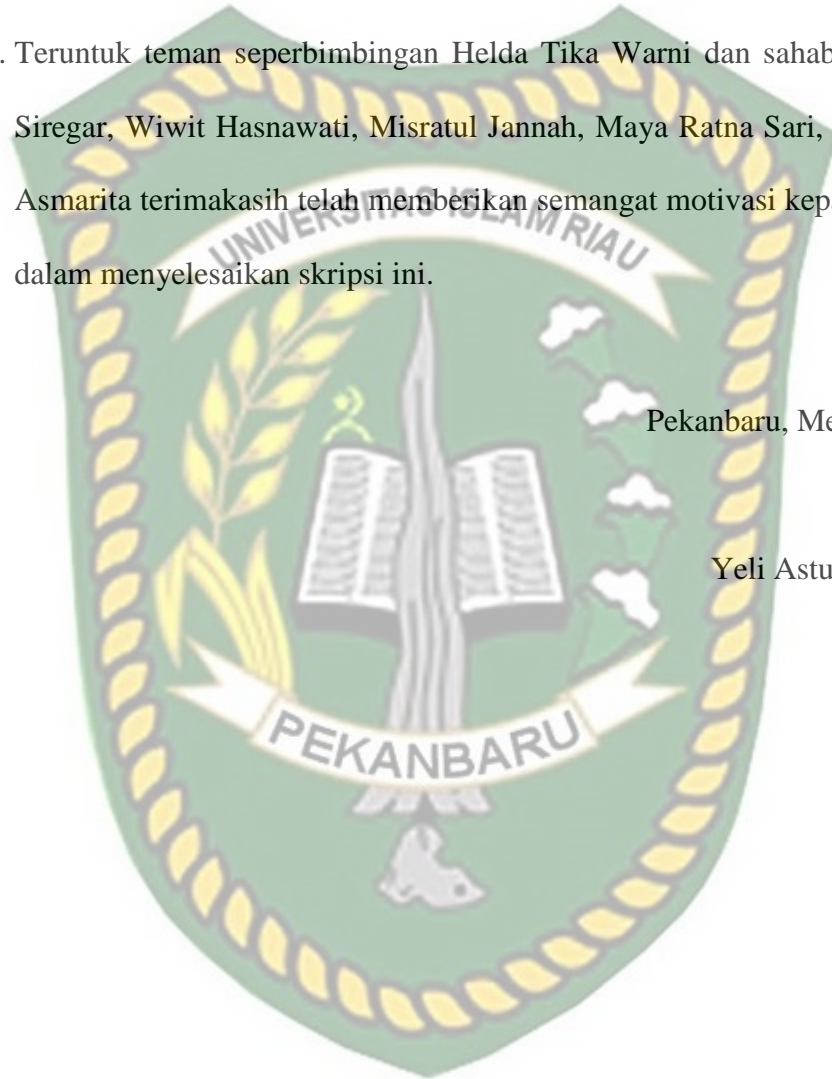 . Teruntuk teman seperbimbingan Helda Tika Warni dan sahab
Siregar, Wiwit Hasnawati, Misratul Jannah, Maya Ratna Sari,
Asmarita terimakasih telah memberikan semangat motivasi kepa
dalam menyelesaikan skripsi ini.
UNIVERSITAS ISLAM RIAU
Pekanbaru, Me
Yeli Astu
PEKANBARU